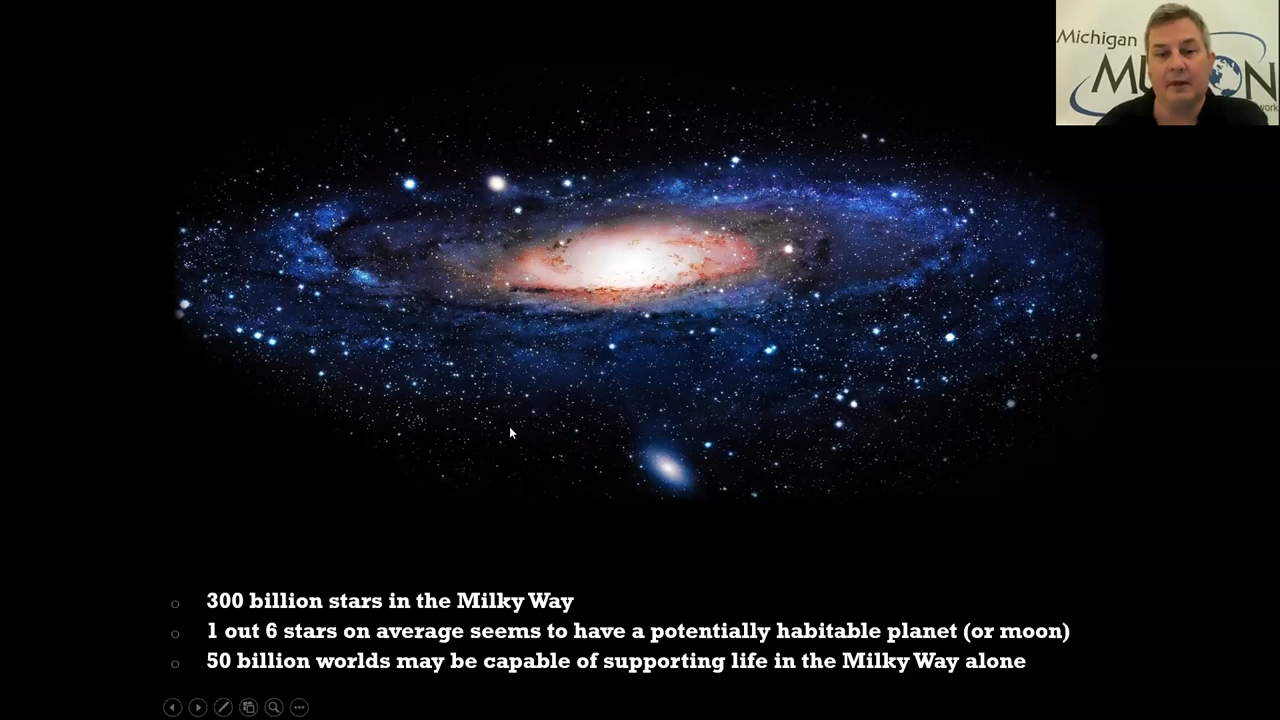 Michigan
300 billion stars in the Milky Way
1 out 6 stars on average seems to have a potentially habitable planet (or moon)
50 billion worlds may be capable of supporting life in the Milky Way alone